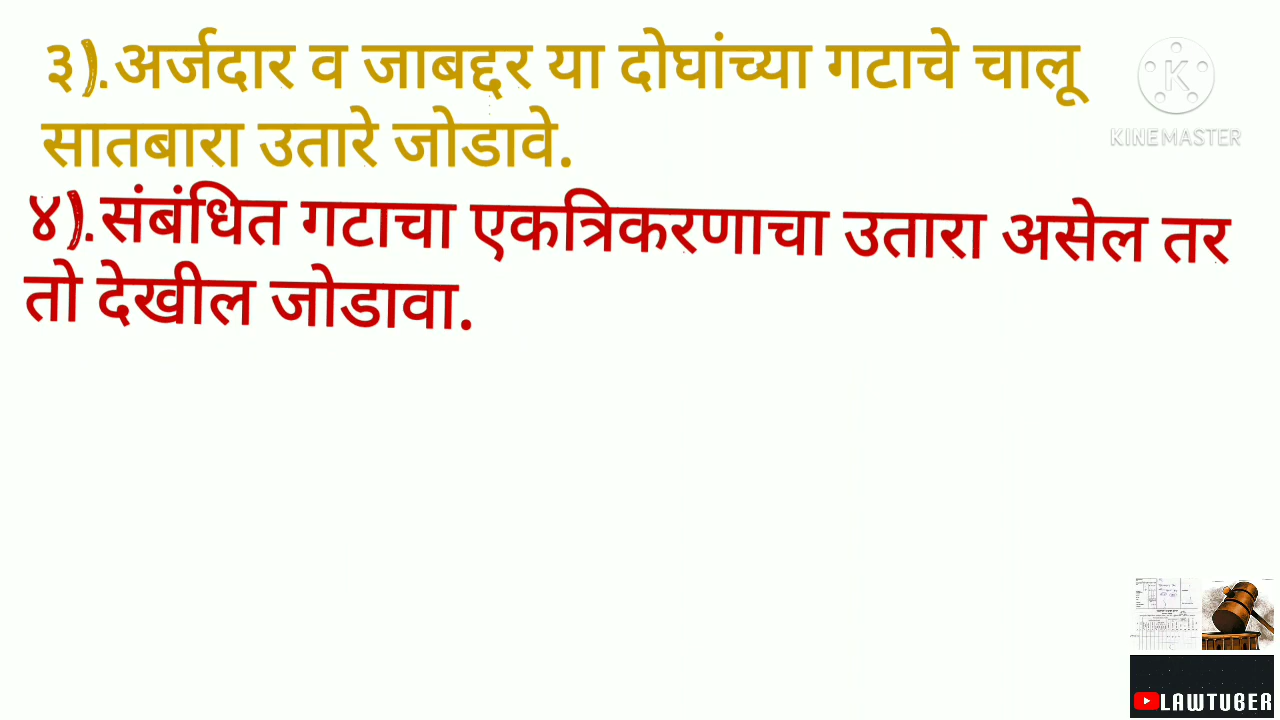 ३).अर्जदार व जाबद्दर या दोघांच्या गटाचे चालू
सातबारा उतारे जोडावे.
४).संबंधित गटाचा एकत्रिकरणाचा उतारा असेल तर
तो देखील जोडावा.
K
KINEMASTER
LAWTUBER